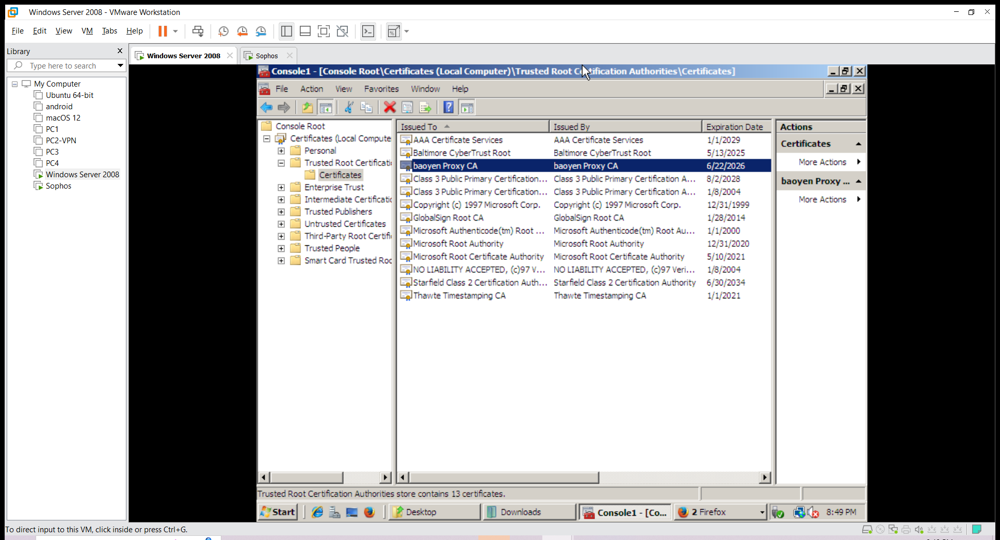 Windows Server 2008 - VMware Workstation
File Edit View VM Tabs Help
Library
Type here to search
My Computer
Ubuntu 64-bit
android
macOS 12
PC1
PC2-VPN
PC3
PC4
Windows Server 2008
Sophos
Windows Server 2008
Sophos
Console1 - [Console Root\Certificates (Local Computer)\Trusted Root Certification Authorities\Certificates]
File Action View Favorites Window Help
Console Root
Certificates (Local Compute
Personal
Trusted Root Certificati
Certificates
Enterprise Trust
Intermediate Certificatic
Trusted Publishers
Untrusted Certificates
Third-Party Root Certifi
Trusted People
Smart Card Trusted Roo
Issued To Issued By Expiration Date
AAA Certificate Services AAA Certificate Services 1/1/2029
Baltimore CyberTrust Root Baltimore CyberTrust Root 5/13/2025
baoyen Proxy CA baoyen Proxy CA 6/22/2026
Class 3 Public Primary Certification... Class 3 Public Primary Certification A... 8/2/2028
Class 3 Public Primary Certification... Class 3 Public Primary Certification A... 1/8/2004
Copyright (c) 1997 Microsoft Corp. Copyright (c) 1997 Microsoft Corp. 12/31/1999
GlobalSign Root CA GlobalSign Root CA 1/28/2014
Microsoft Authenticode(tm) Root ... Microsoft Authenticode(tm) Root Au... 1/1/2000
Microsoft Root Authority Microsoft Root Authority 12/31/2020
Microsoft Root Certificate Authority Microsoft Root Certificate Authority 5/10/2021
NO LIABILITY ACCEPTED, (c)97 V... NO LIABILITY ACCEPTED, (c)97 Veri... 1/8/2004
Starfield Class 2 Certification Auth... Starfield Class 2 Certification Authority 6/30/2034
Thawte Timestamping CA Thawte Timestamping CA 1/1/2021
Actions
Certificates
More Actions
baoyen Proxy ...
More Actions
Trusted Root Certification Authorities store contains 13 certificates.
Start Desktop Downloads Console1 - [Co... 2 Firefox 8:49 PM
To direct input to this VM, click inside or press Ctrl+G.